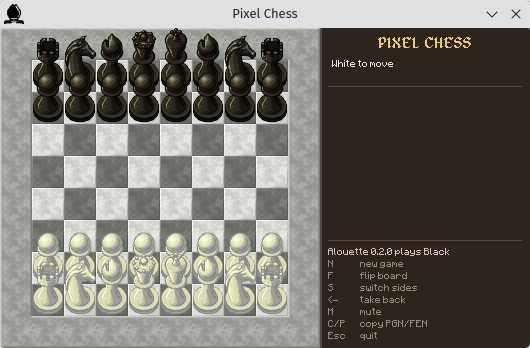 Pixel Chess
PIXEL CHESS
White to move
Alouette 0.2.0 plays Black
N new game
F flip board
S switch sides
<- take back
M mute
C/P copy PGN/FEN
Esc quit